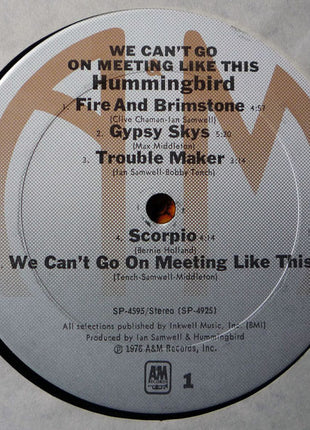 WE CAN'T GO
ON MEETING LIKE THIS
Hummingbird
1. Fire And Brimstone 4:57
(Clive Chaman-Ian Samwell)
2. Gypsy Skys 5:20
(Max Middleton)
3. Trouble Maker 3:14
(Ian Samwell-Bobby Tench)
4. Scorpio 4:14
(Bernie Holland)
We Can't Go On Meeting Like This
(Tench-Samwell-Middleton)
SP-4595/Stereo (SP-4925)
All selections published by Inkwell Music, Inc. (BMI)
Produced by Ian Samwell & Hummingbird
℗ 1976 A&M Records, Inc.
A&M
RECORDS
1